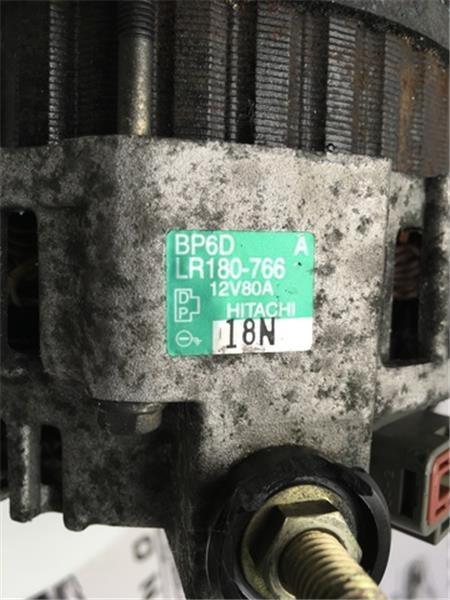 BP6D A
LR180-766
12V80A
D
P HITACHI
18N